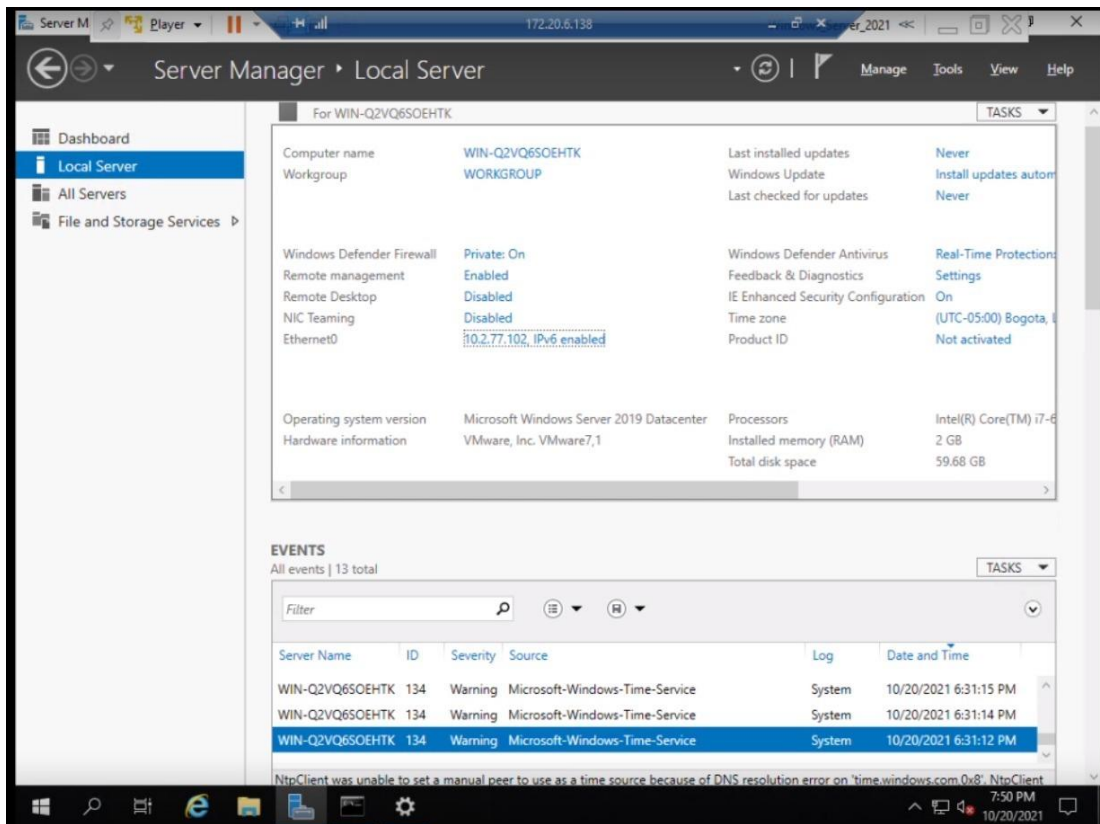 Server M
Player
172.20.6.138
er_2021
Server Manager ‣ Local Server
Manage Tools View Help
Dashboard
Local Server
All Servers
File and Storage Services
For WIN-Q2VQ6SOEHTK
TASKS
Computer name WIN-Q2VQ6SOEHTK Last installed updates Never
Workgroup WORKGROUP Windows Update Install updates autom
Last checked for updates Never
Windows Defender Firewall Private: On Windows Defender Antivirus Real-Time Protection:
Remote management Enabled Feedback & Diagnostics Settings
Remote Desktop Disabled IE Enhanced Security Configuration On
NIC Teaming Disabled Time zone (UTC-05:00) Bogota, L
Ethernet0 10.2.77.102, IPv6 enabled Product ID Not activated
Operating system version Microsoft Windows Server 2019 Datacenter Processors Intel(R) Core(TM) i7-6
Hardware information VMware, Inc. VMware7,1 Installed memory (RAM) 2 GB
Total disk space 59.68 GB
EVENTS
All events | 13 total
TASKS
Filter
Server Name ID Severity Source Log Date and Time
WIN-Q2VQ6SOEHTK 134 Warning Microsoft-Windows-Time-Service System 10/20/2021 6:31:15 PM
WIN-Q2VQ6SOEHTK 134 Warning Microsoft-Windows-Time-Service System 10/20/2021 6:31:14 PM
WIN-Q2VQ6SOEHTK 134 Warning Microsoft-Windows-Time-Service System 10/20/2021 6:31:12 PM
NtpClient was unable to set a manual peer to use as a time source because of DNS resolution error on 'time.windows.com,0x8'. NtpClient
7:50 PM
10/20/2021